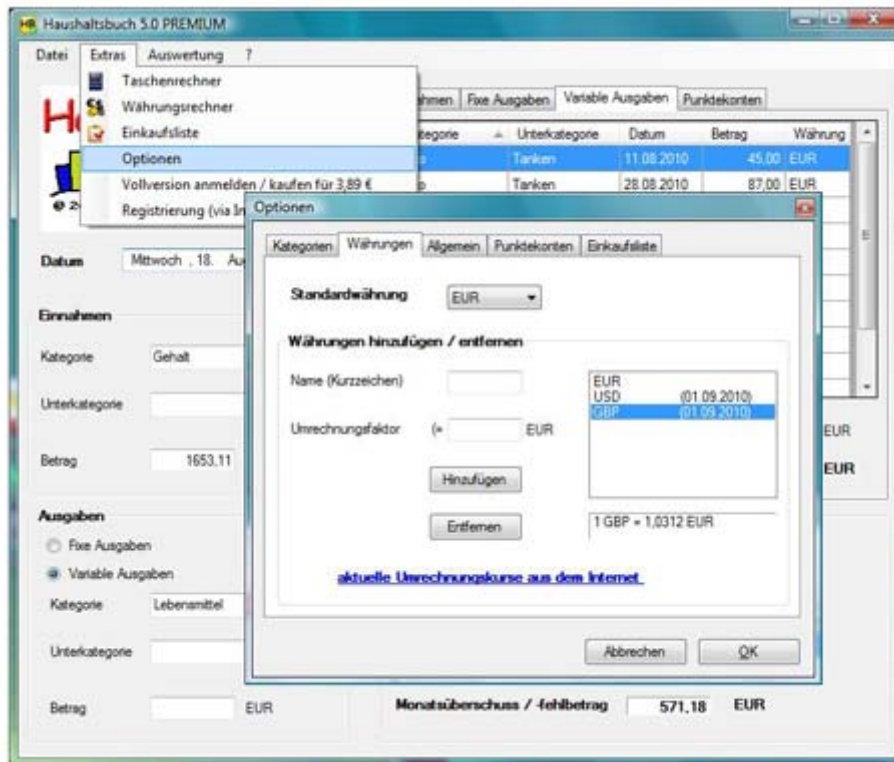 Haushaltsbuch 5.0 PREMIUM
Datei Extras Auswertung ?
Taschenrechner
Währungsrechner
Einkaufsliste
Optionen
Vollversion anmelden / kaufen für 3,89 €
Registrierung (via
Fixe Ausgaben Variable Ausgaben Punktekonten
Unterkategorie Datum Betrag Währung
Tanken 11.08.2010 45,00 EUR
Tanken 28.08.2010 87,00 EUR
Datum Mittwoch , 18.
Einnahmen
Kategorie Gehalt
Unterkategorie
Betrag 1653,11
Ausgaben
Fixe Ausgaben
Variable Ausgaben
Kategorie Lebensmittel
Unterkategorie
Betrag EUR
Optionen
Kategorien Währungen Allgemein Punktekonten Einkaufsliste
Standardwährung EUR
Währungen hinzufügen / entfernen
Name (Kurzzeichen)
Umrechnungsfaktor (= EUR
Hinzufügen
Entfernen
EUR
USD (01.09.2010)
GBP (01.09.2010)
1 GBP = 1,0312 EUR
aktuelle Umrechnungskurse aus dem Internet
Abbrechen OK
EUR
EUR
Monatsüberschuss / -fehlbetrag 571,18 EUR